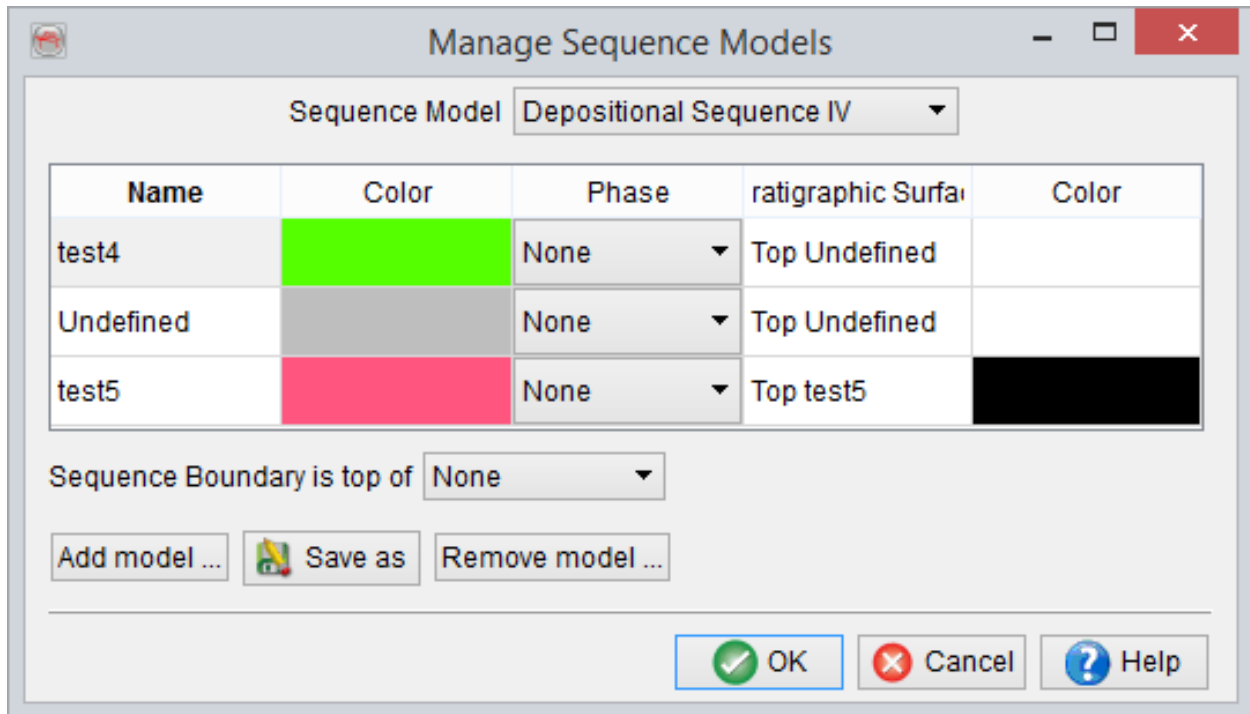 Manage Sequence Models
Sequence Model Depositional Sequence IV
Name Color Phase ratigraphic Surfa Color
test4 None Top Undefined
Undefined None Top Undefined
test5 None Top test5
Sequence Boundary is top of None
Add model ... Save as Remove model ...
OK Cancel Help